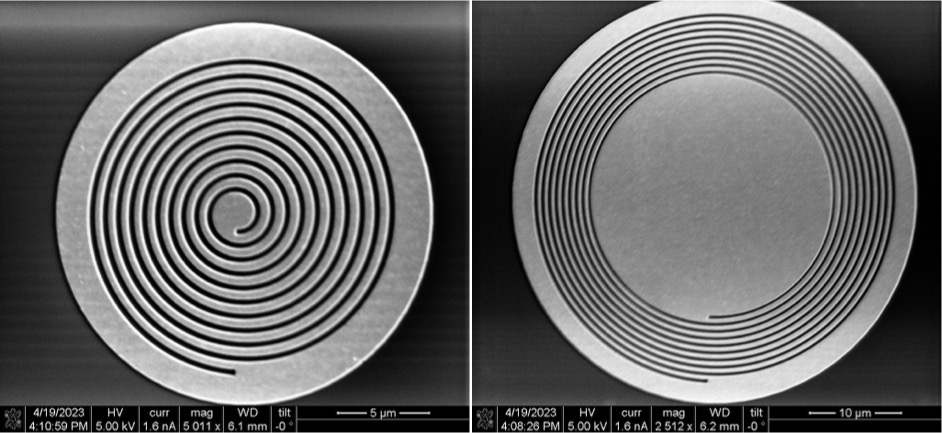 4/19/2023 HV curr mag WD tilt 5 µm
4:10:59 PM 5.00 kV 1.6 nA 5 011 x 6.1 mm -0°
4/19/2023 HV curr mag WD tilt 10 µm
4:08:26 PM 5.00 kV 1.6 nA 2 512 x 6.2 mm -0°